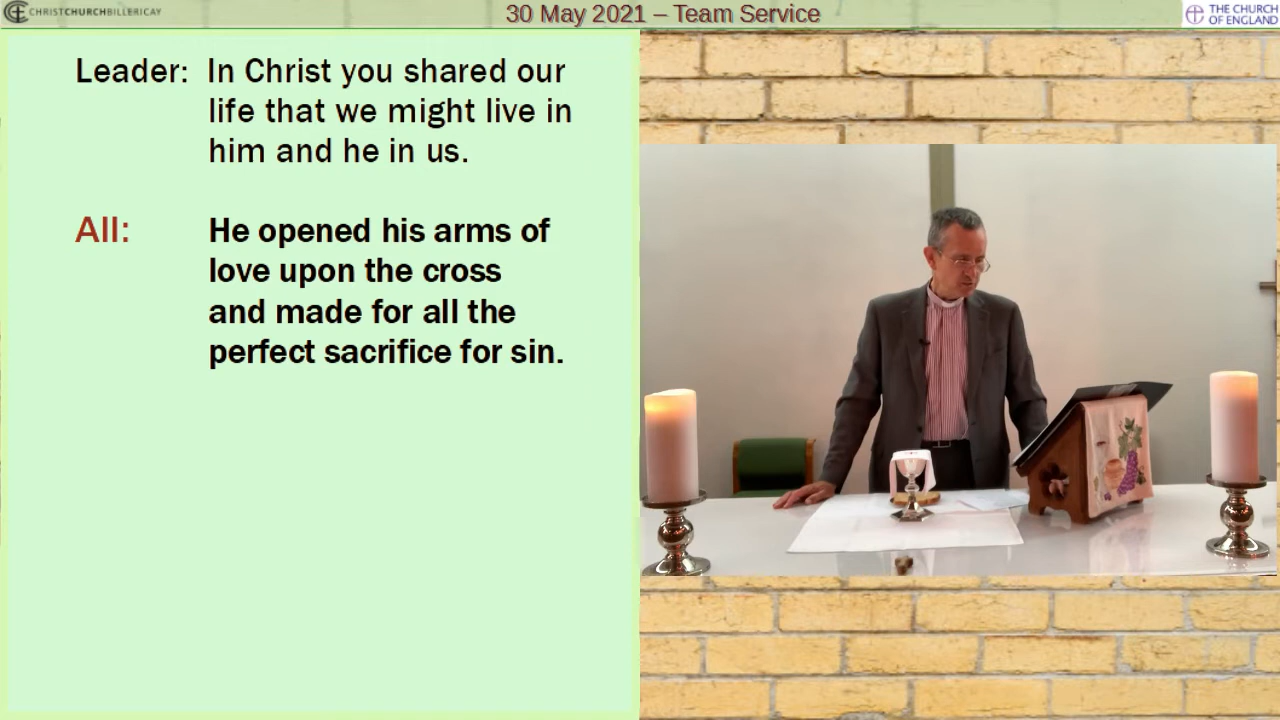 CHRISTCHURCHBILLERICAY
30 May 2021 – Team Service
THE CHURCH
OF ENGLAND
Leader: In Christ you shared our
life that we might live in
him and he in us.
All: He opened his arms of
love upon the cross
and made for all the
perfect sacrifice for sin.